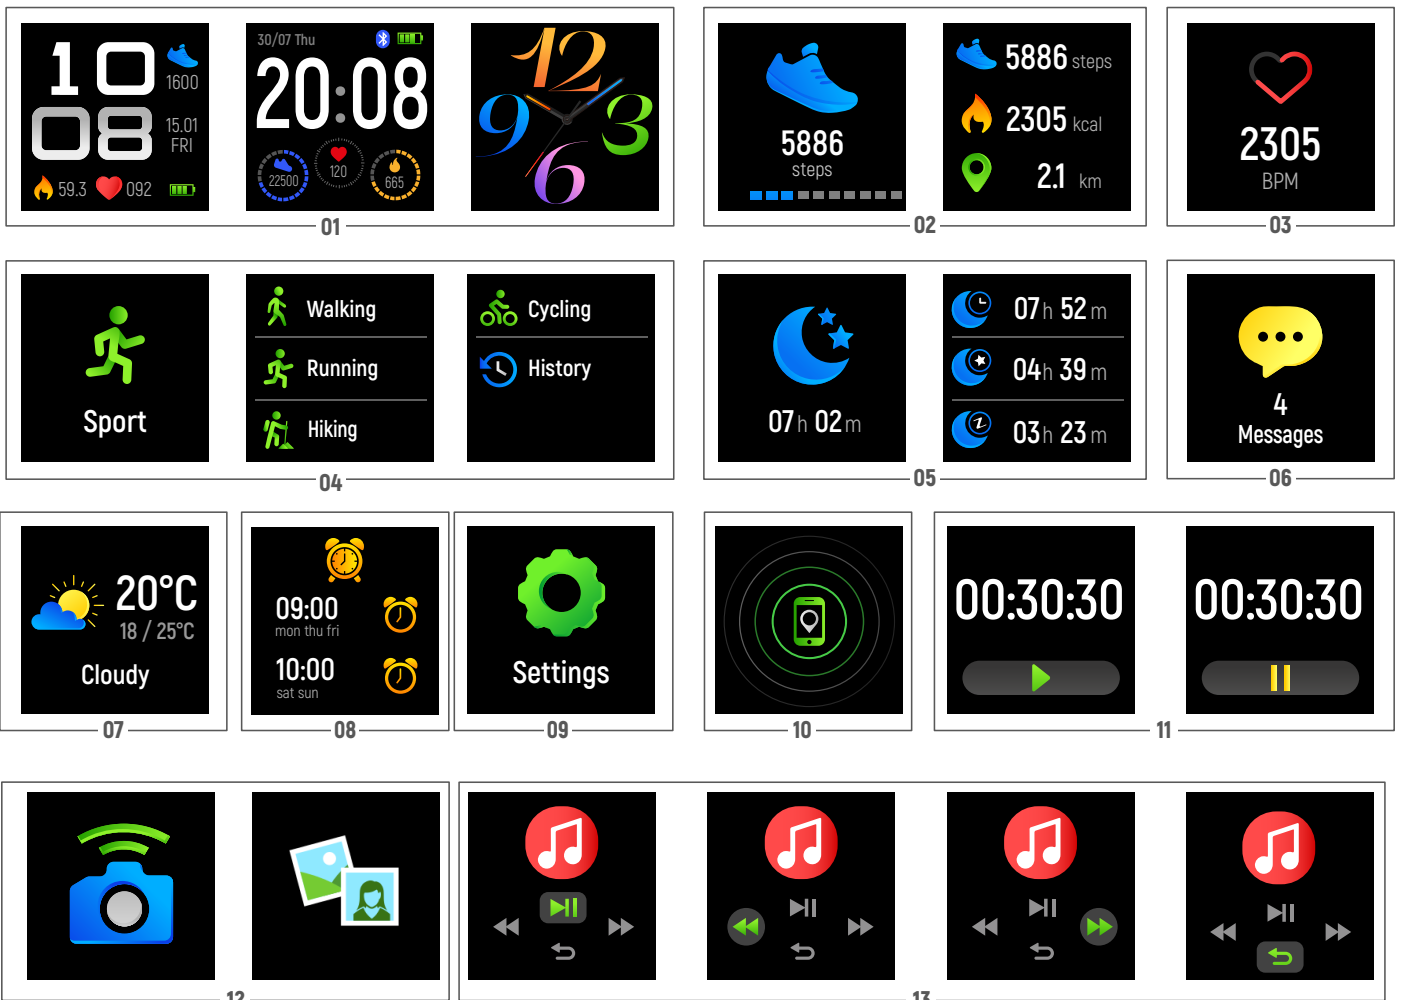 10
08
1600
15.01
FRI
59.3
092
30/07 Thu
20:08
22500
120
665
12
9
3
6
01
5886
steps
5886 steps
2305 kcal
2.1 km
02
2305
BPM
03
Sport
Walking
Running
Hiking
Cycling
History
04
07h 02m
07h 52m
04h 39m
03h 23m
05
4
Messages
06
20°C
18 / 25°C
Cloudy
07
09:00
mon thu fri
10:00
sat sun
08
Settings
09
10
00:30:30
00:30:30
11
12
13